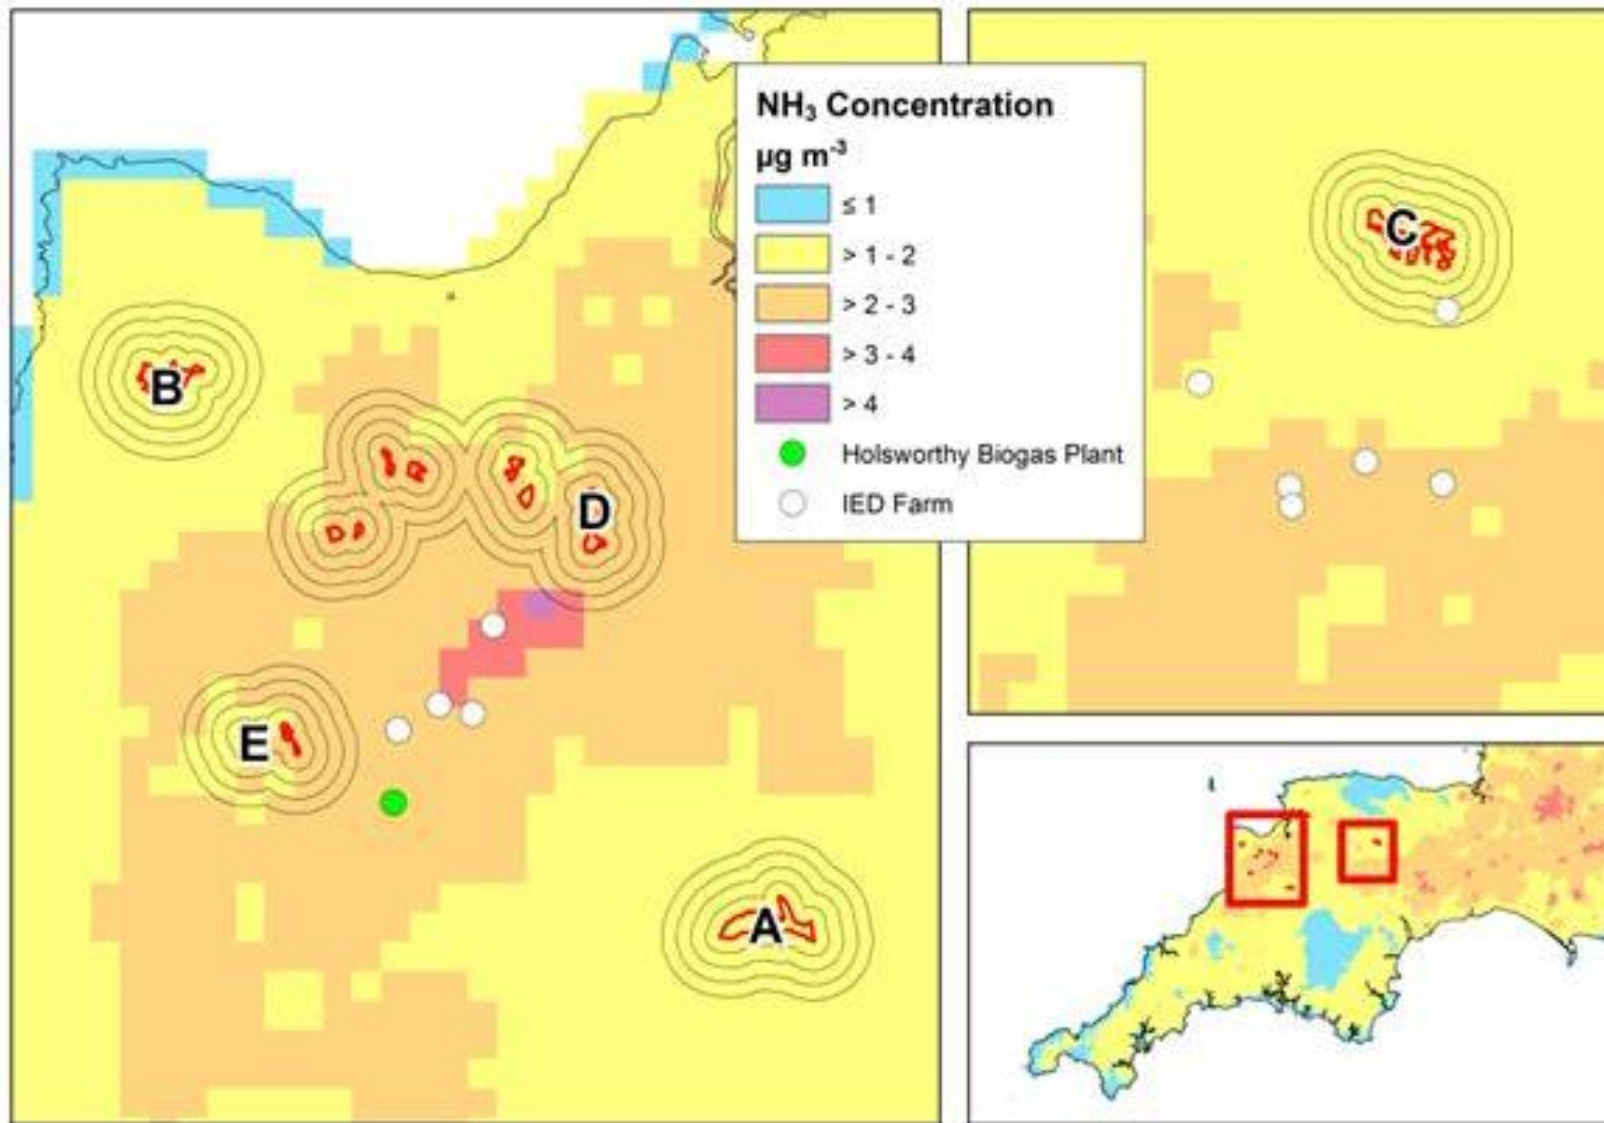 NH₃ Concentration
µg m⁻³
≤ 1
> 1 - 2
> 2 - 3
> 3 - 4
> 4
Holsworthy Biogas Plant
IED Farm
C
B
D
E
A